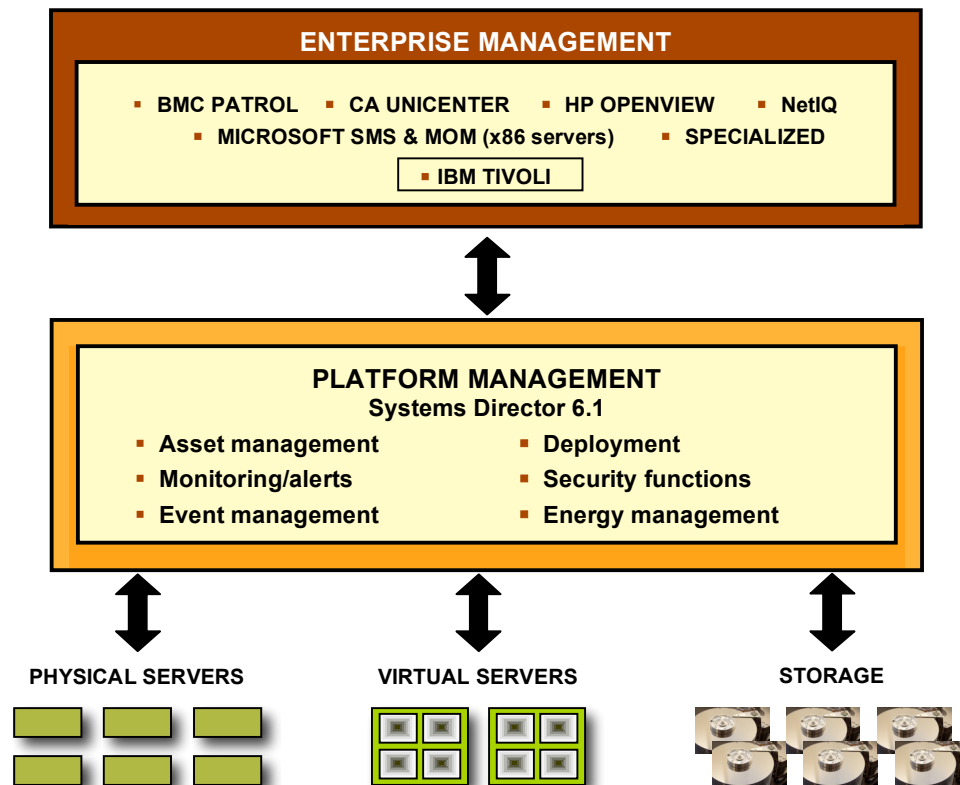 ENTERPRISE MANAGEMENT
▪ BMC PATROL ▪ CA UNICENTER ▪ HP OPENVIEW ▪ NetIQ
▪ MICROSOFT SMS & MOM (x86 servers) ▪ SPECIALIZED
▪ IBM TIVOLI
PLATFORM MANAGEMENT
Systems Director 6.1
▪ Asset management ▪ Deployment
▪ Monitoring/alerts ▪ Security functions
▪ Event management ▪ Energy management
PHYSICAL SERVERS VIRTUAL SERVERS STORAGE